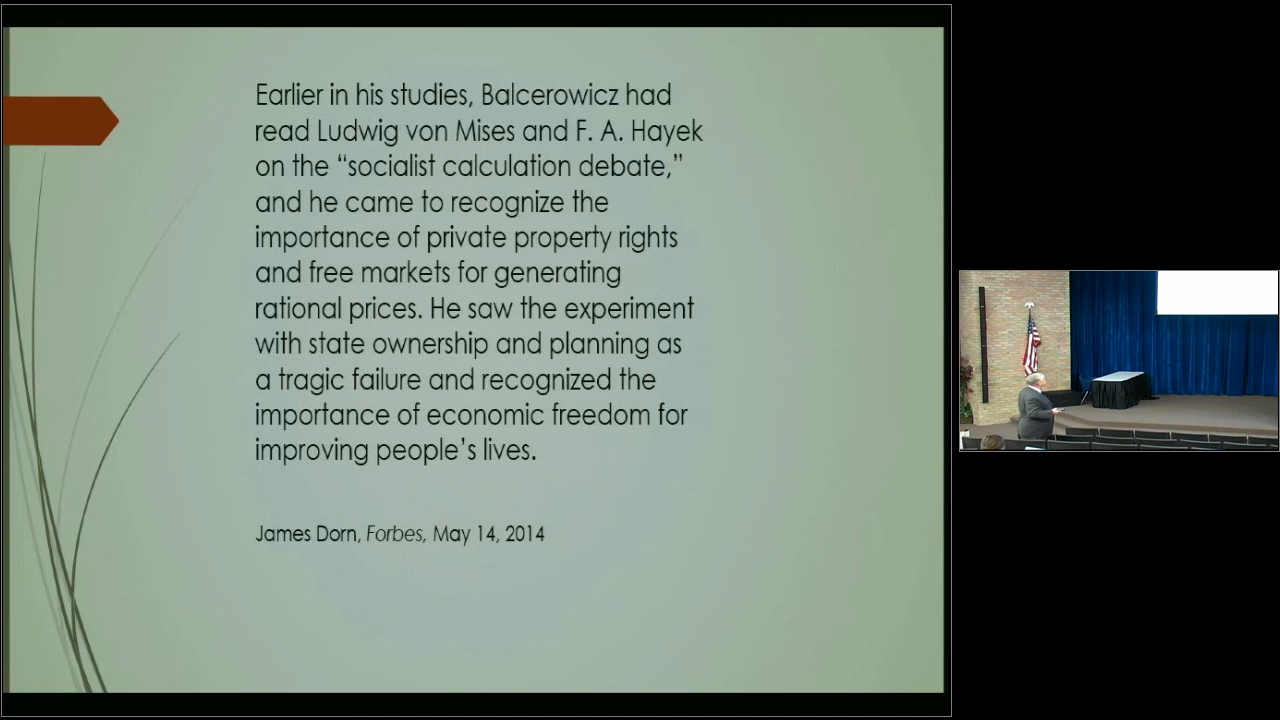 Earlier in his studies, Balcerowicz had
read Ludwig von Mises and F. A. Hayek
on the “socialist calculation debate,”
and he came to recognize the
importance of private property rights
and free markets for generating
rational prices. He saw the experiment
with state ownership and planning as
a tragic failure and recognized the
importance of economic freedom for
improving people’s lives.
James Dorn, Forbes, May 14, 2014